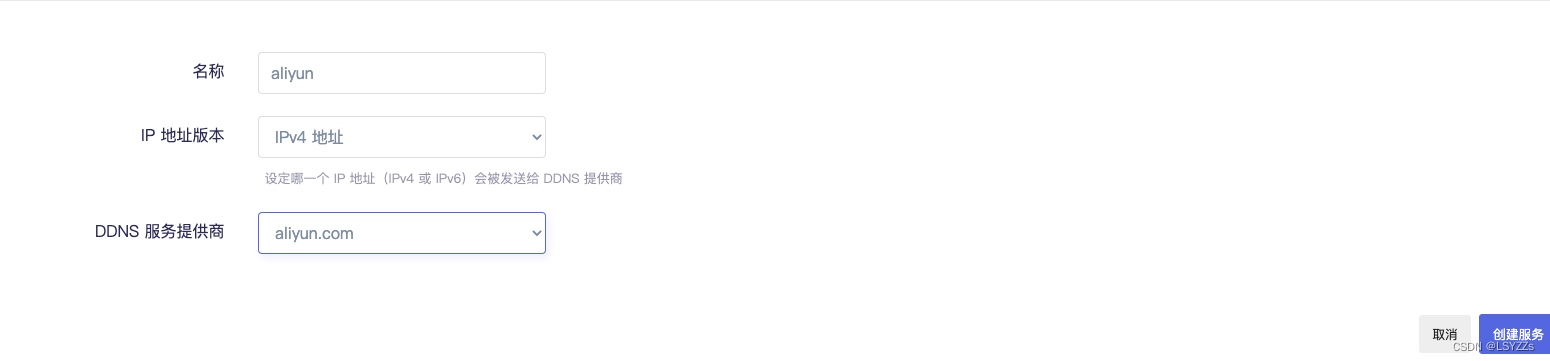 名称
aliyun
IP 地址版本
IPv4 地址
设定哪一个 IP 地址（IPv4 或 IPv6）会被发送给 DDNS 提供商
DDNS 服务提供商
aliyun.com
取消
创建服务
CSDN @LSYZZs